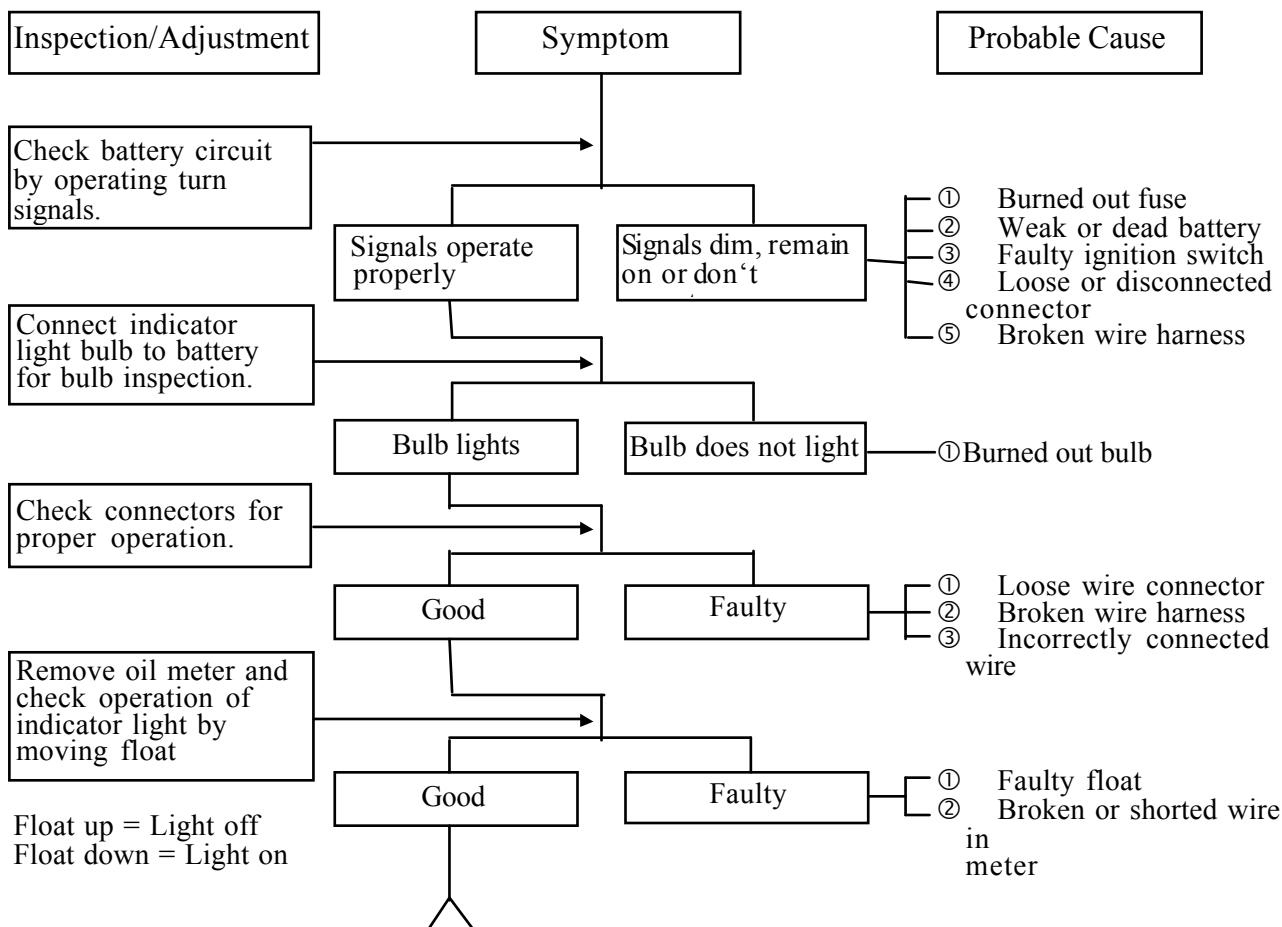 Inspection/Adjustment
Symptom
Probable Cause
Check battery circuit
by operating turn
signals.
Signals operate
properly
Signals dim, remain
on or don‘t
① Burned out fuse
② Weak or dead battery
③ Faulty ignition switch
④ Loose or disconnected
connector
⑤ Broken wire harness
Connect indicator
light bulb to battery
for bulb inspection.
Bulb lights
Bulb does not light
①Burned out bulb
Check connectors for
proper operation.
Good
Faulty
① Loose wire connector
② Broken wire harness
③ Incorrectly connected
wire
Remove oil meter and
check operation of
indicator light by
moving float
Good
Faulty
① Faulty float
② Broken or shorted wire
in
meter
Float up = Light off
Float down = Light on